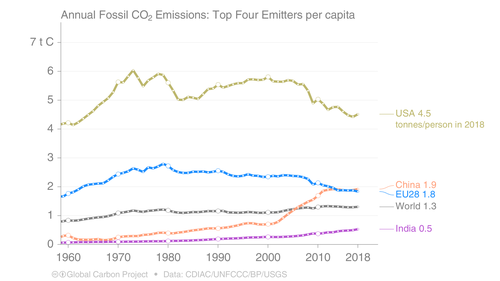 Annual Fossil CO₂ Emissions: Top Four Emitters per capita
7 t C
6
5
4
3
2
1
0
USA 4.5
tonnes/person in 2018
China 1.9
EU28 1.8
World 1.3
India 0.5
1960 1970 1980 1990 2000 2010 2018
Global Carbon Project • Data: CDIAC/UNFCCC/BP/USGS